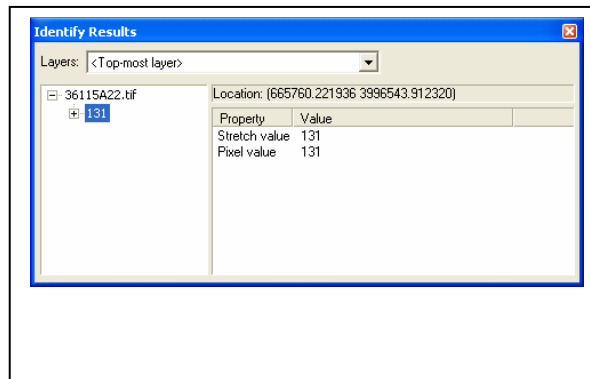 Identify Results
Layers: <Top-most layer>
36115A22.tif
131
Location: (665760.221936 3996543.912320)
Property Value
Stretch value 131
Pixel value 131